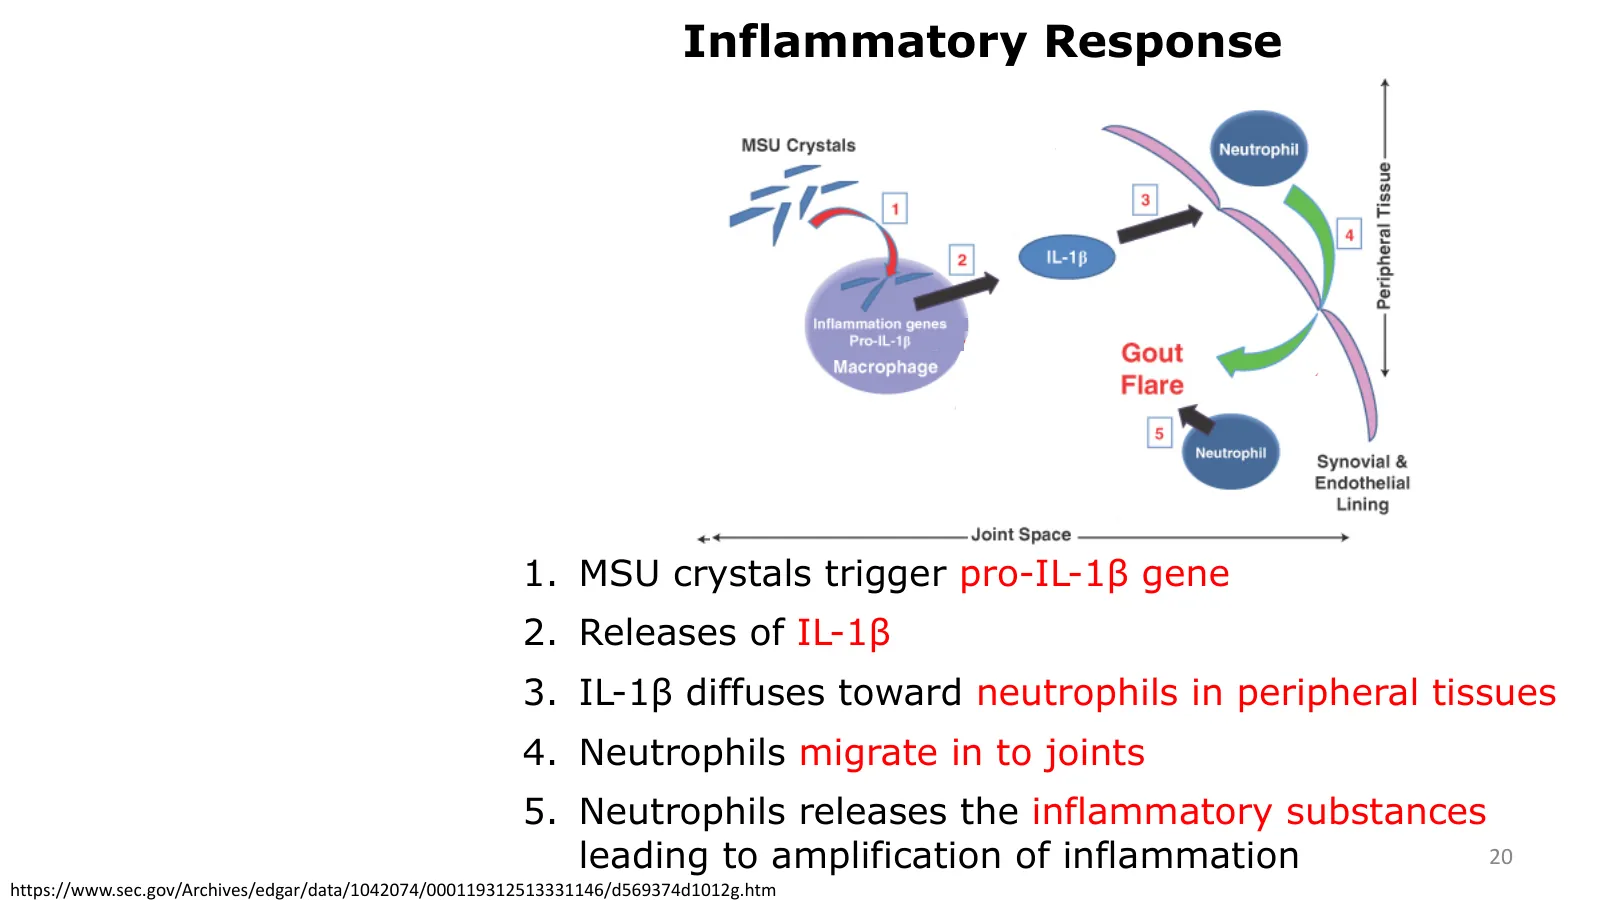 Inflammatory Response
MSU Crystals
1
2
Inflammation genes
Pro-IL-1β
Macrophage
IL-1β
3
Neutrophil
4
Peripheral Tissue
Gout
Flare
5
Neutrophil
Synovial &
Endothelial
Lining
Joint Space
1. MSU crystals trigger pro-IL-1β gene
2. Releases of IL-1β
3. IL-1β diffuses toward neutrophils in peripheral tissues
4. Neutrophils migrate in to joints
5. Neutrophils releases the inflammatory substances
leading to amplification of inflammation
20
https://www.sec.gov/Archives/edgar/data/1042074/000119312513331146/d569374d1012g.htm